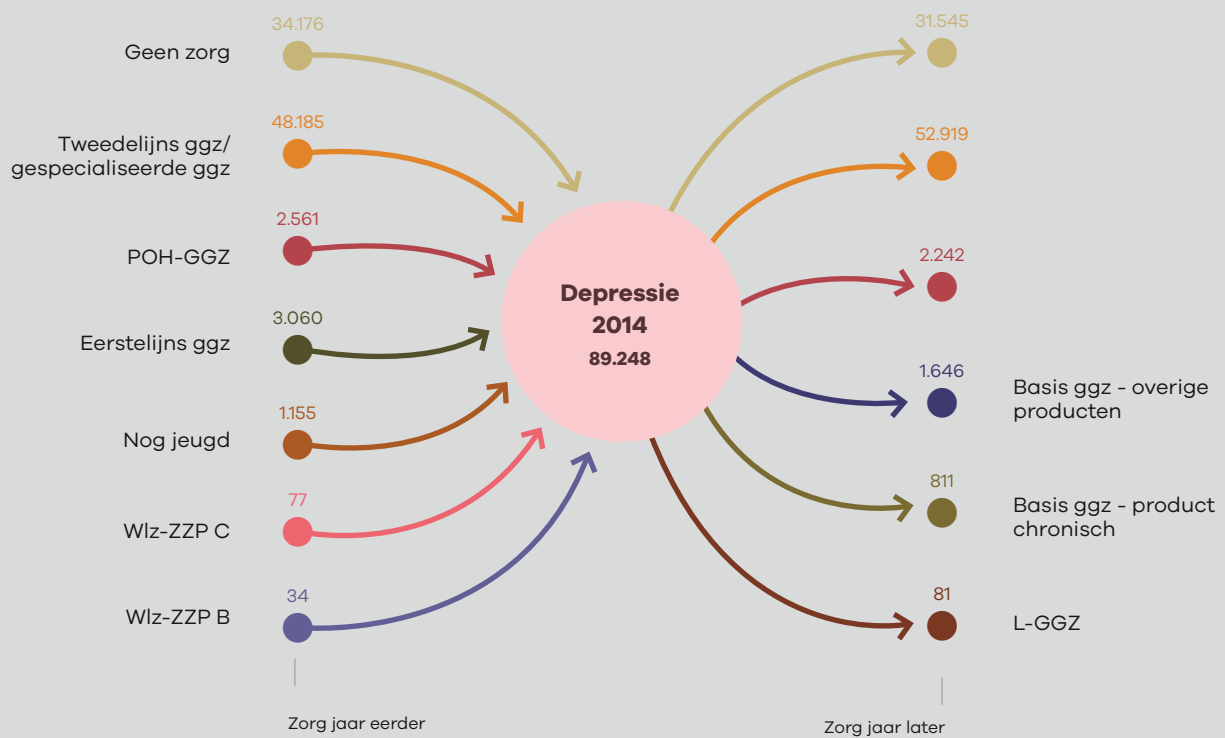 34.176
Geen zorg
48.185
Tweedelijns ggz/
gespecialiseerde ggz
2.561
POH-GGZ
3.060
Eerstelijns ggz
1.155
Nog jeugd
77
Wlz-ZZP C
34
Wlz-ZZP B
Zorg jaar eerder
Depressie
2014
89.248
31.545
52.919
2.242
1.646
Basis ggz - overige
producten
811
Basis ggz - product
chronisch
81
L-GGZ
Zorg jaar later